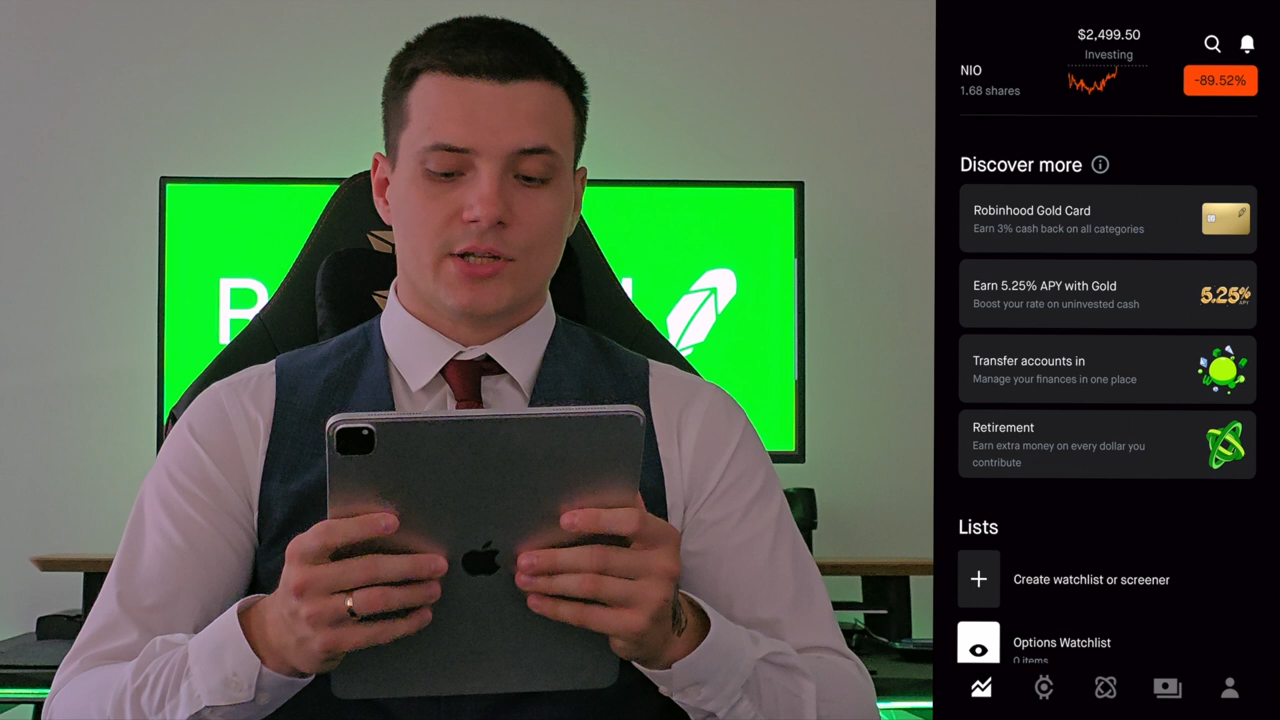 $2,499.50
Investing
NIO
1.68 shares
-89.52%
Discover more
Robinhood Gold Card
Earn 3% cash back on all categories
Earn 5.25% APY with Gold
Boost your rate on uninvested cash
5.25%
APY
Transfer accounts in
Manage your finances in one place
Retirement
Earn extra money on every dollar you
contribute
Lists
Create watchlist or screener
Options Watchlist
0 items